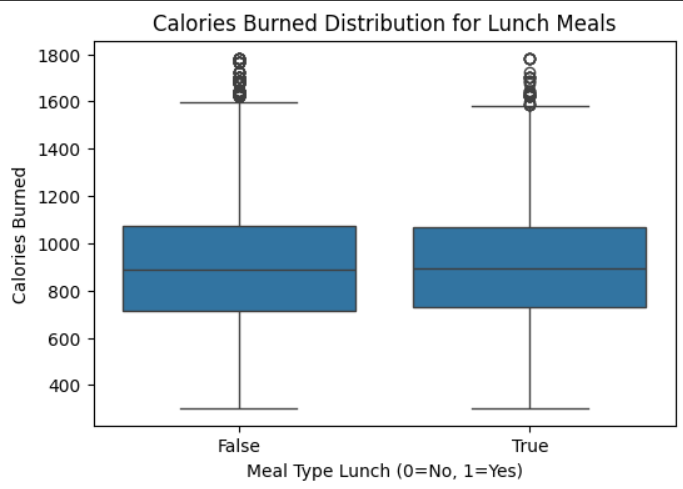 Calories Burned Distribution for Lunch Meals
1800
1600
1400
1200
1000
800
600
400
Calories Burned
False
True
Meal Type Lunch (0=No, 1=Yes)